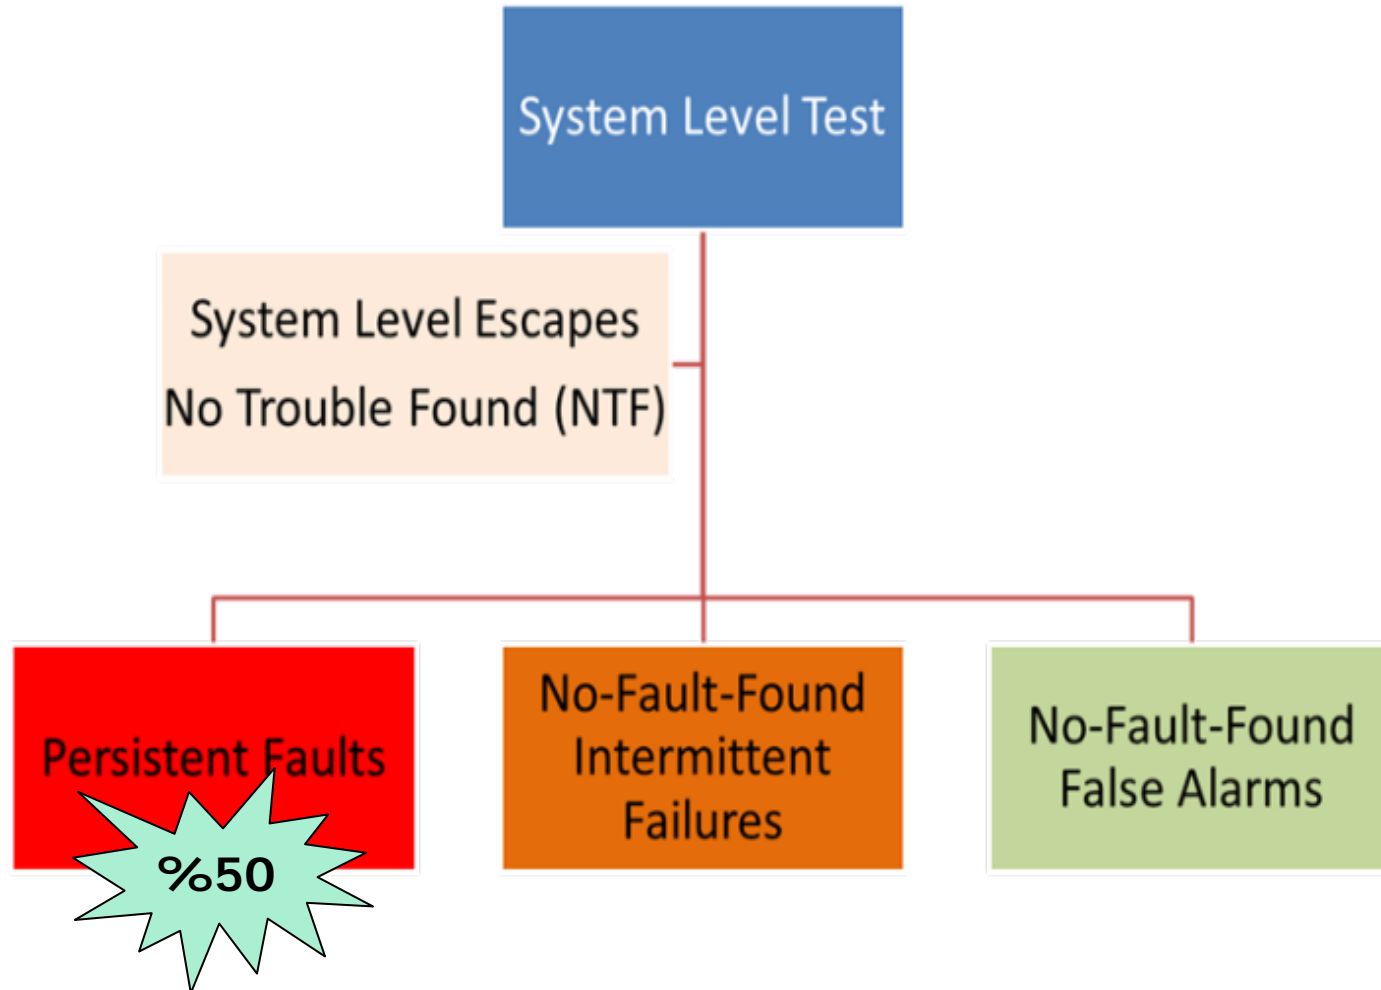 System Level Test
System Level Escapes
No Trouble Found (NTF)
Persistent Faults
%50
No-Fault-Found
Intermittent
Failures
No-Fault-Found
False Alarms